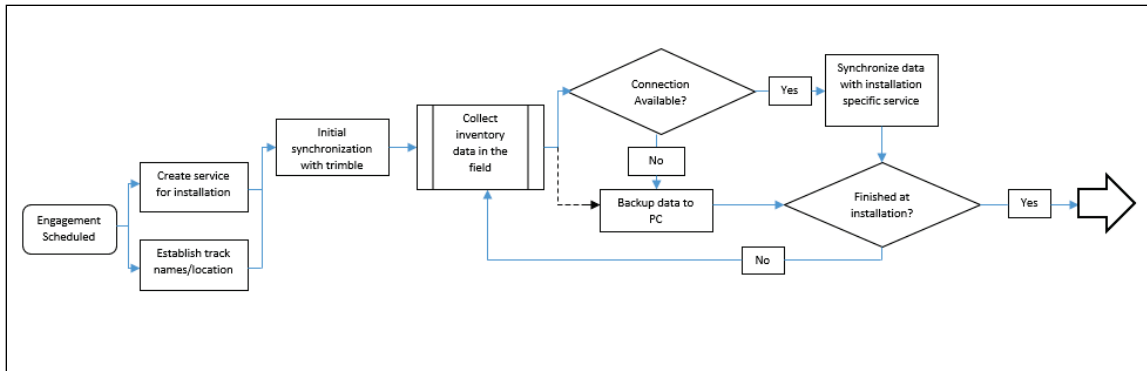 Engagement
Scheduled
Create service
for installation
Establish track
names/location
Initial
synchronization
with trimble
Collect
inventory
data in the
field
Connection
Available?
Yes
Synchronize data
with installation
specific service
No
Backup data to
PC
Finished at
installation?
Yes
No